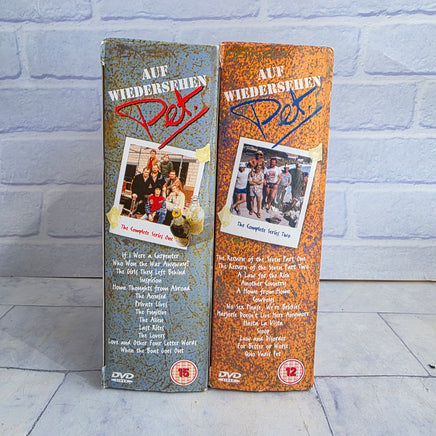 AUF
WIEDERSEHEN
Pet
The Complete Series One
If I Were a Carpenter
Who Won the War Anyway?
The Girls They Left Behind
Suspicion
Home Thoughts from Abroad
The Accused
Private Lives
The Fugitive
The Alien
Last Rites
The Lovers
Love and Other Four Letter Words
When the Boat Goes Out
DVD
15
AUF
WIEDERSEHEN
Pet
The Complete Series Two
The Return of the Seven Part One
The Return of the Seven Part Two
A Law for the Rich
Another Country
A Home from Home
Cowboys
No Sex Please, We're Brickies
Marjorie Doesn't Live Here Anymore
Hasta La Vista
Scoop
Law and Disorder
For Better or Worse
Quo Vadis Pet
DVD
12